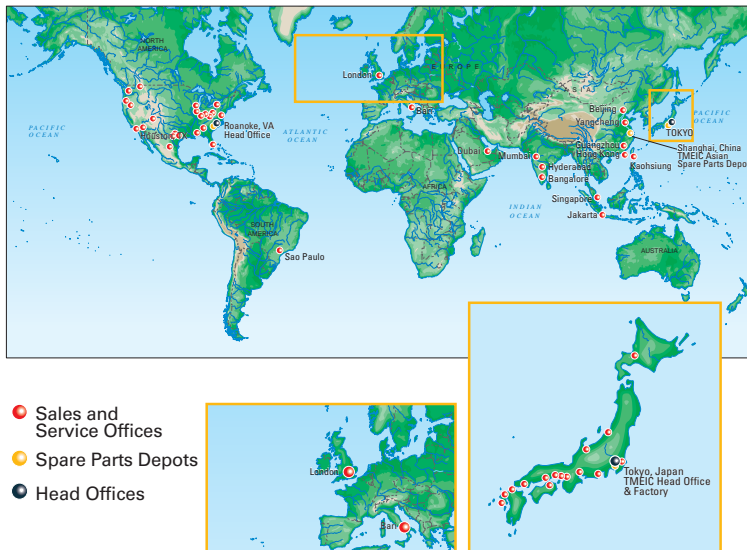 NORTH
AMERICA
PACIFIC
OCEAN
Houston, TX
Roanoke, VA
Head Office
ATLANTIC
OCEAN
SOUTH
AMERICA
Sao Paulo
London
EUROPE
Bari
AFRICA
Dubai
Mumbai
Hyderabad
Bangalore
INDIAN
OCEAN
ASIA
Beijing
Yanncheng
Guangzhou
Hong Kong
Kaohsiung
Singapore
Jakarta
AUSTRALIA
PACIFIC
OCEAN
TOKYO
Shanghai, China
TMEIC Asian
Spare Parts Depo
Sales and
Service Offices
Spare Parts Depots
Head Offices
London
Bari
Tokyo, Japan
TMEIC Head Office
& Factory